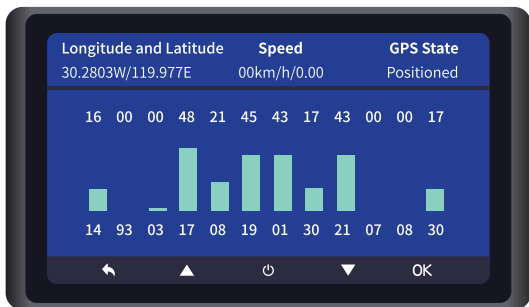 Longitude and Latitude Speed GPS State
30.2803W/119.977E 00km/h/0.00 Positioned
16 00 00 48 21 45 43 17 43 00 00 17
14 93 03 17 08 19 01 30 21 07 08 30
OK